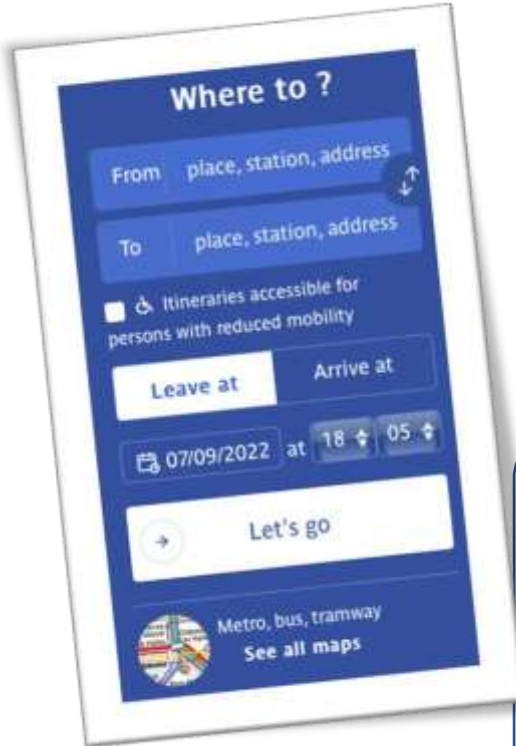 Where to ?
From place, station, address
To place, station, address
Itineraries accessible for
persons with reduced mobility
Leave at Arrive at
07/09/2022 at 18 05
Let's go
Metro, bus, tramway
See all maps